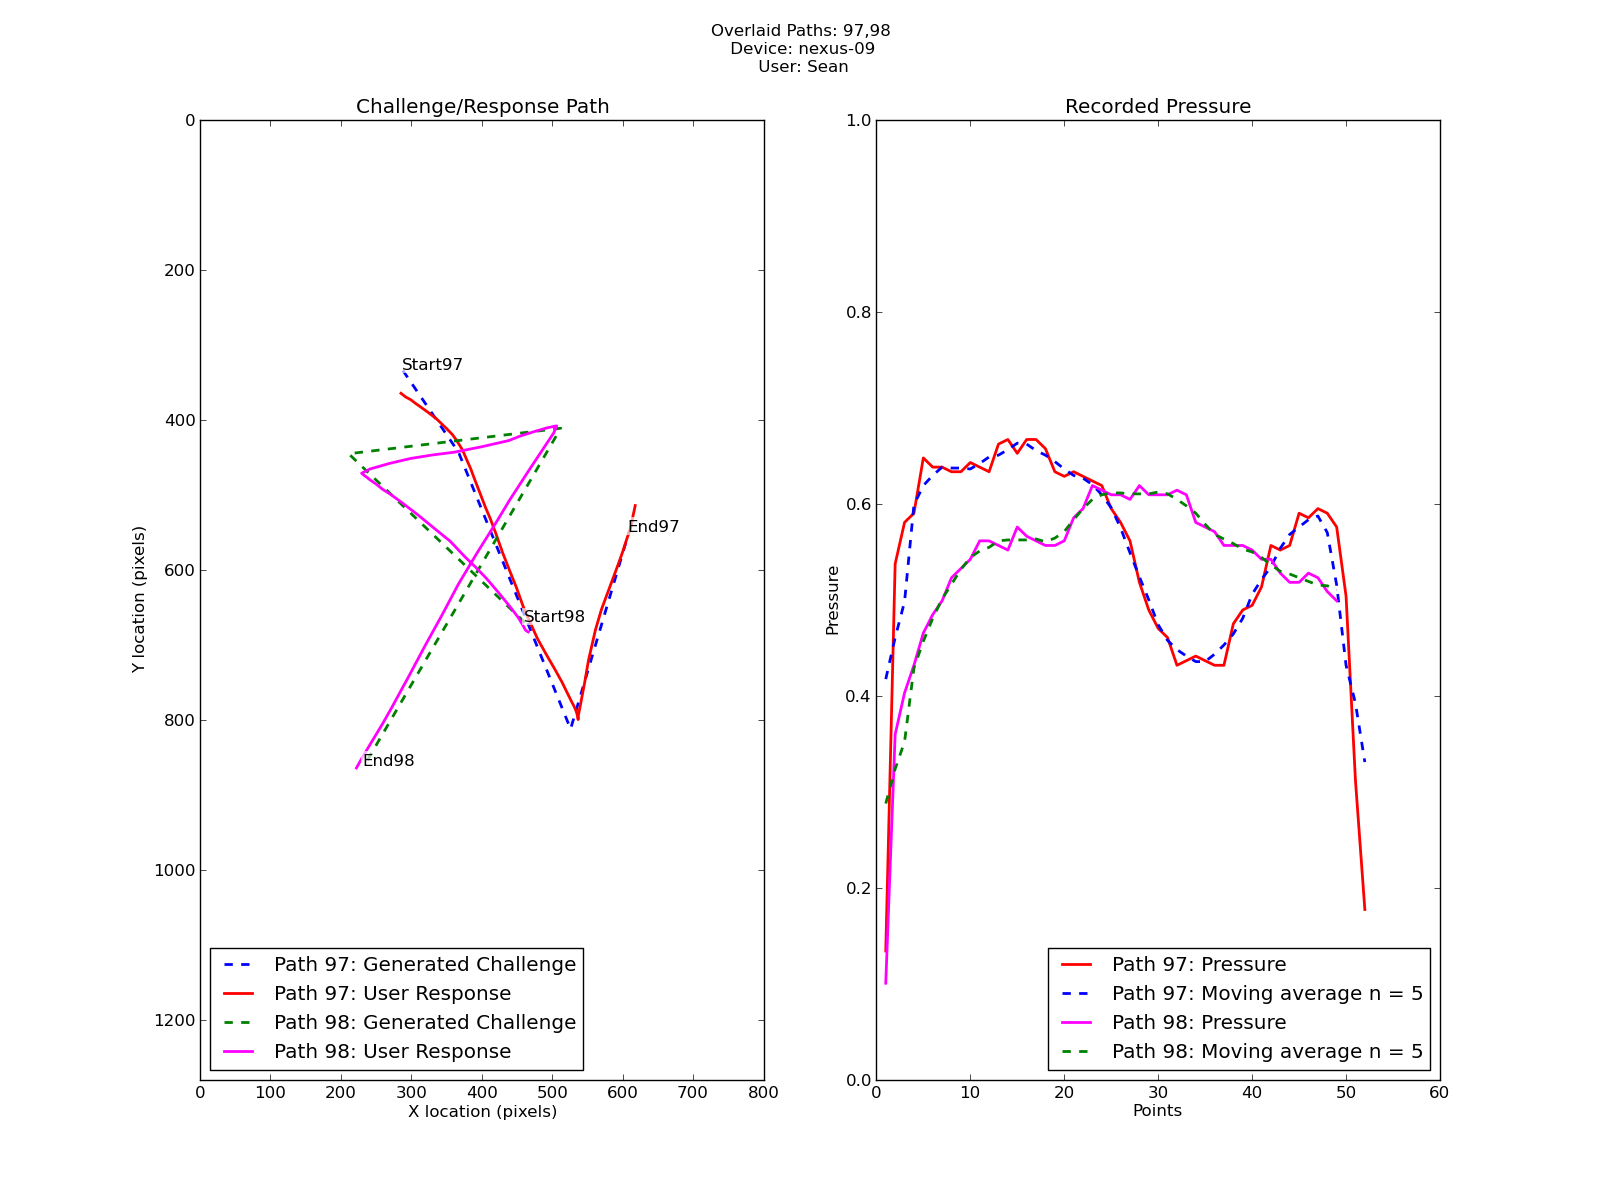 Overlaid Paths: 97,98
Device: nexus-09
User: Sean
Challenge/Response Path
0
200
400
600
800
1000
1200
Y location (pixels)
Start97
End97
Start98
End98
Path 97: Generated Challenge
Path 97: User Response
Path 98: Generated Challenge
Path 98: User Response
0 100 200 300 400 500 600 700 800
X location (pixels)
Recorded Pressure
1.0
0.8
0.6
0.4
0.2
0.0
Pressure
Path 97: Pressure
Path 97: Moving average n = 5
Path 98: Pressure
Path 98: Moving average n = 5
0 10 20 30 40 50 60
Points